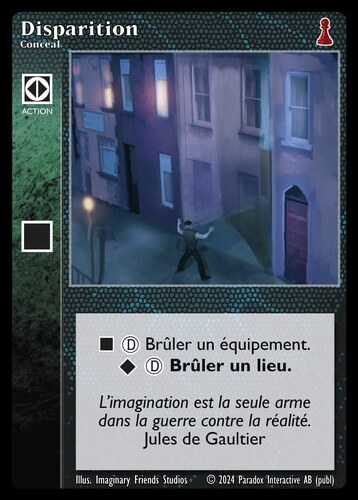 Disparition
Conceal
ACTION
D Brûler un équipement.
D Brûler un lieu.
L'imagination est la seule arme
dans la guerre contre la réalité.
Jules de Gaultier
Illus. Imaginary Friends Studios © 2024 Paradox Interactive AB (publ)